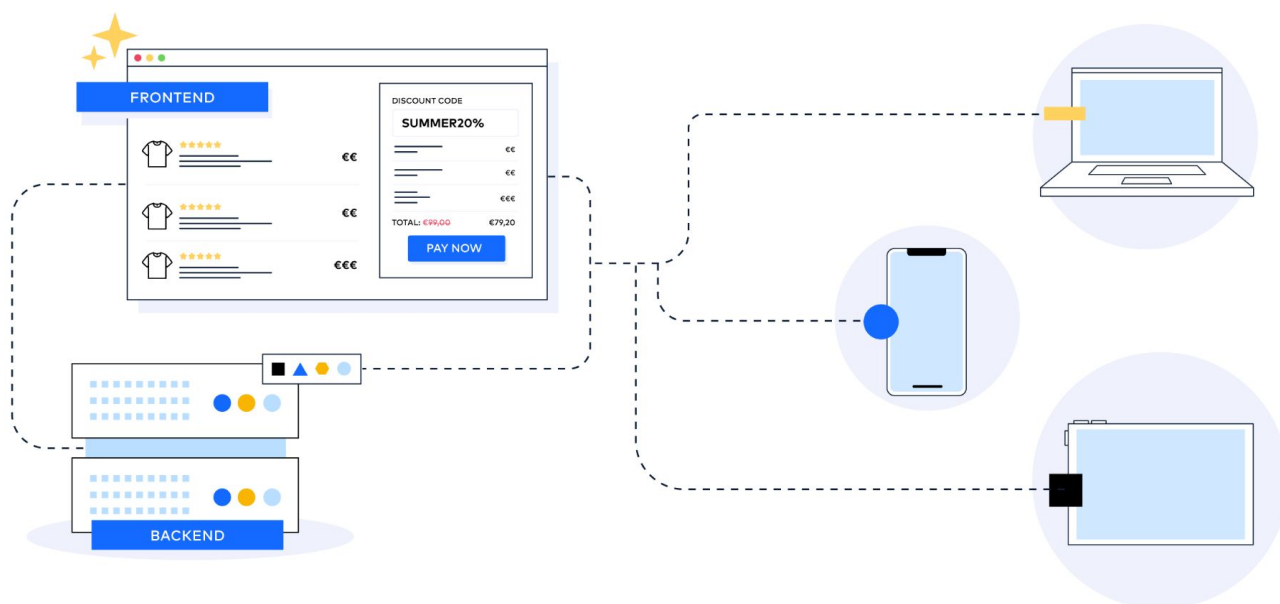 FRONTEND
€€
€€
€€€
DISCOUNT CODE
SUMMER20%
€€
€€
€€€
TOTAL: €99,00 €79,20
PAY NOW
BACKEND